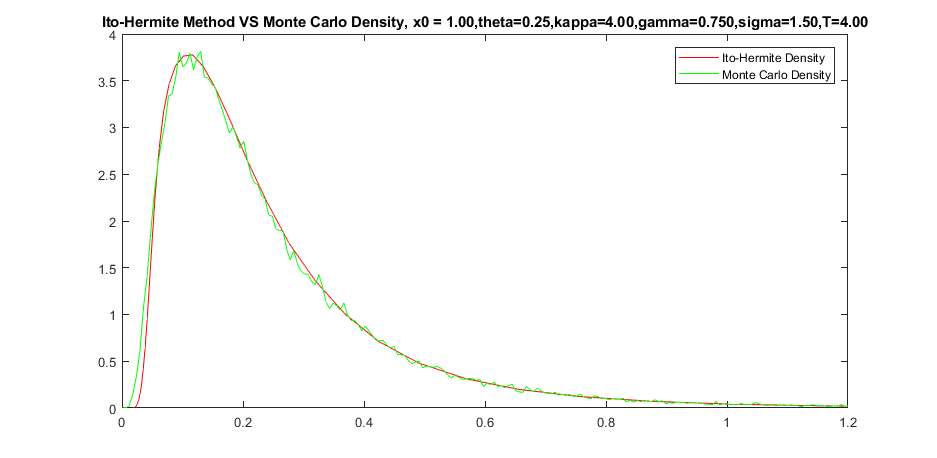 Ito-Hermite Method VS Monte Carlo Density, x0 = 1.00,theta=0.25,kappa=4.00,gamma=0.750,sigma=1.50,T=4.00
Ito-Hermite Density
Monte Carlo Density
4
3.5
3
2.5
2
1.5
1
0.5
0
0 0.2 0.4 0.6 0.8 1 1.2